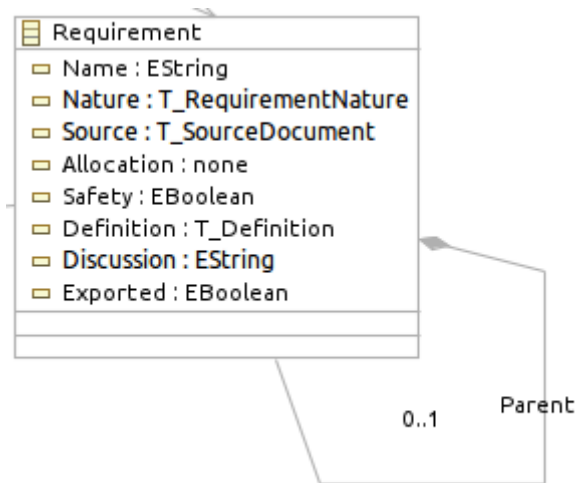 Requirement
Name : EString
Nature : T_RequirementNature
Source : T_SourceDocument
Allocation : none
Safety : EBoolean
Definition : T_Definition
Discussion : EString
Exported : EBoolean
Parent
0..1